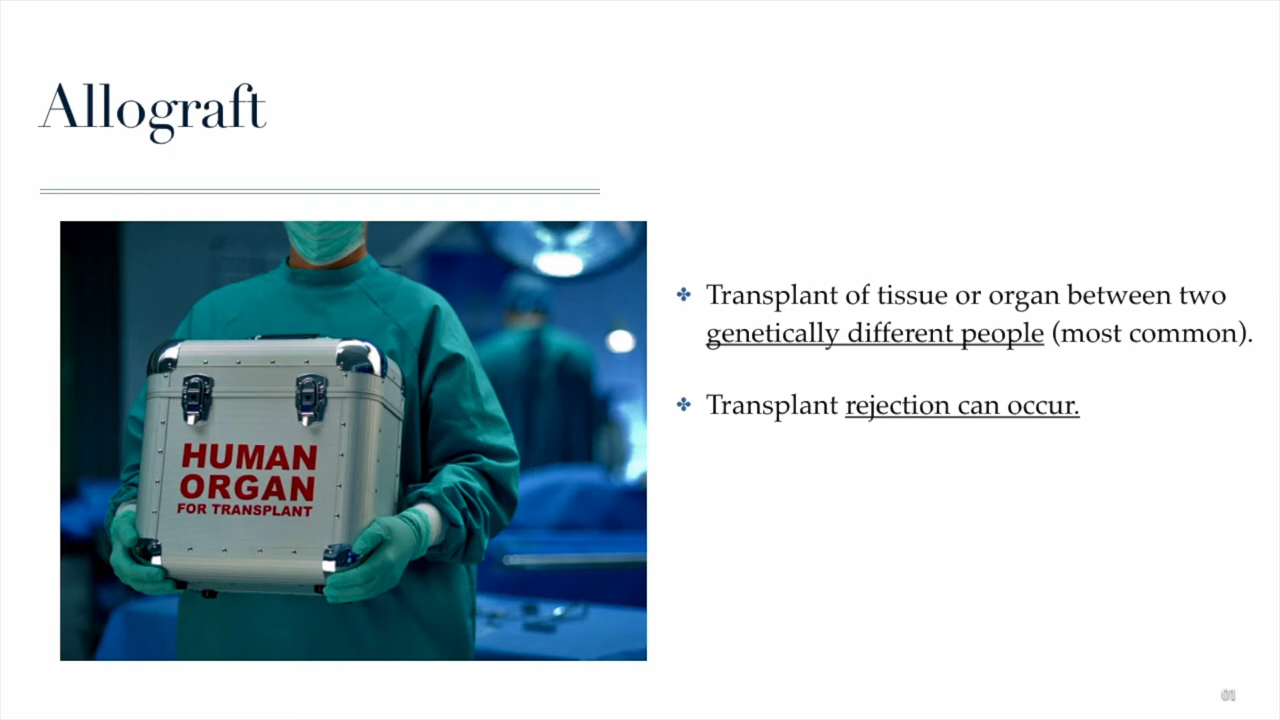 Allograft
Transplant of tissue or organ between two
genetically different people (most common).
Transplant rejection can occur.
HUMAN
ORGAN
FOR TRANSPLANT
01